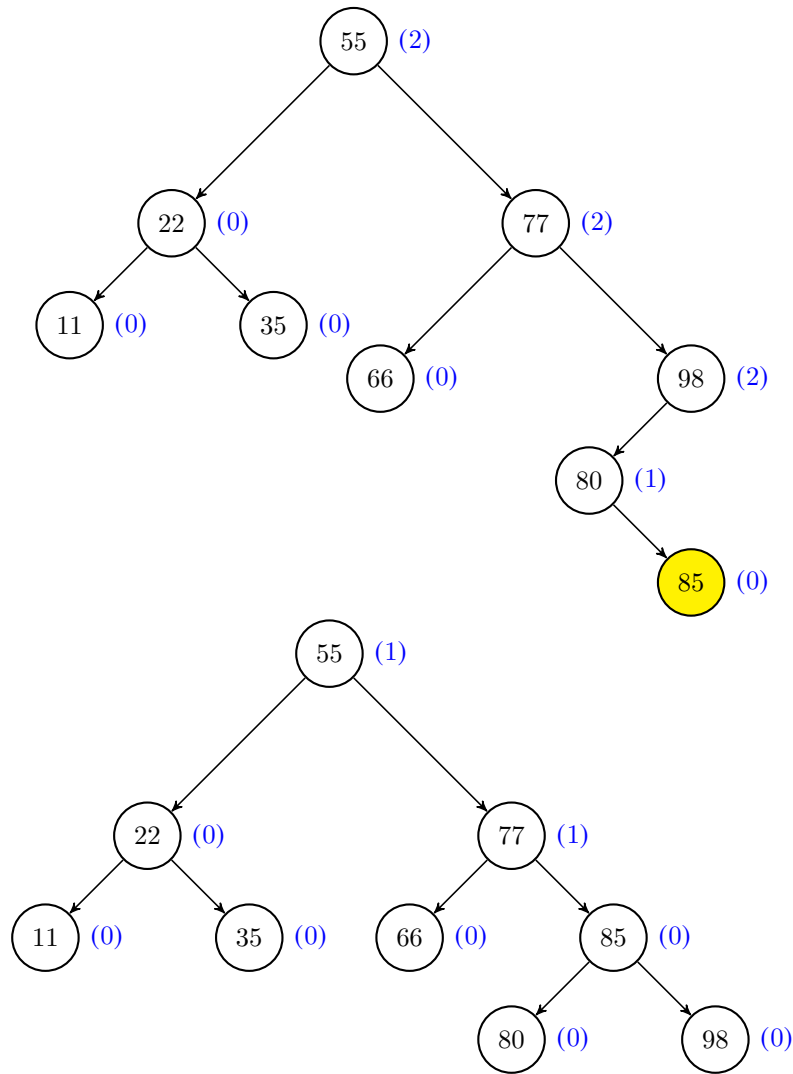 55 (2)
22 (0) 77 (2)
11 (0) 35 (0)
66 (0) 98 (2)
80 (1)
85 (0)
55 (1)
22 (0) 77 (1)
11 (0) 35 (0) 66 (0) 85 (0)
80 (0) 98 (0)